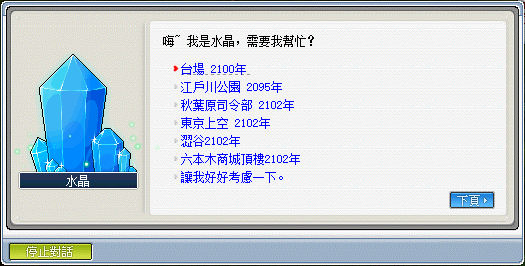 嗨~ 我是水晶，需要我幫忙？
台場 2100年
江戶川公園 2095年
秋葉原司令部 2102年
東京上空 2102年
澀谷2102年
六本木商城頂樓2102年
讓我好好考慮一下。
水晶
下頁
停止對話